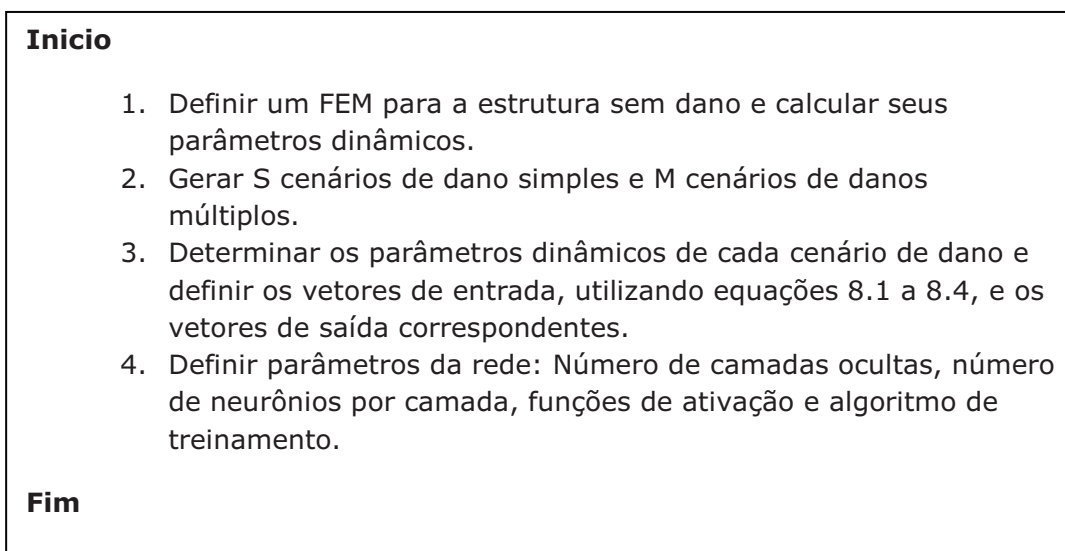 Inicio
1. Definir um FEM para a estrutura sem dano e calcular seus
parâmetros dinâmicos.
2. Gerar S cenários de dano simples e M cenários de danos
múltiplos.
3. Determinar os parâmetros dinâmicos de cada cenário de dano e
definir os vetores de entrada, utilizando equações 8.1 a 8.4, e os
vetores de saída correspondentes.
4. Definir parâmetros da rede: Número de camadas ocultas, número
de neurônios por camada, funções de ativação e algoritmo de
treinamento.
Fim